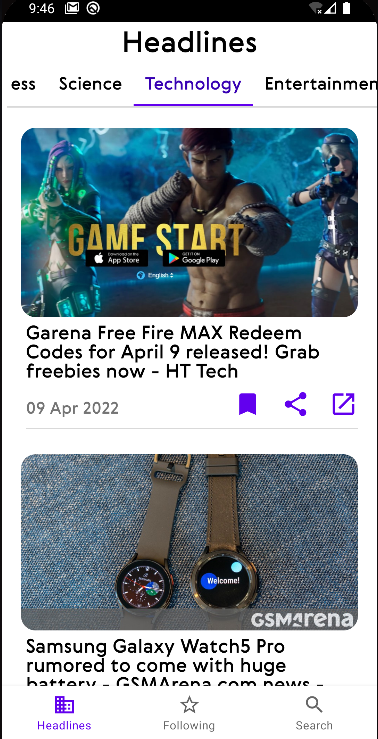 9:46
Headlines
ess Science Technology Entertainmen
GAME START
Download on the App Store
GET IT ON Google Play
English
Garena Free Fire MAX Redeem
Codes for April 9 released! Grab
freebies now - HT Tech
09 Apr 2022
Welcome!
GSMArena
Samsung Galaxy Watch5 Pro
rumored to come with huge
battery - GSMArena.com news -
Headlines Following Search